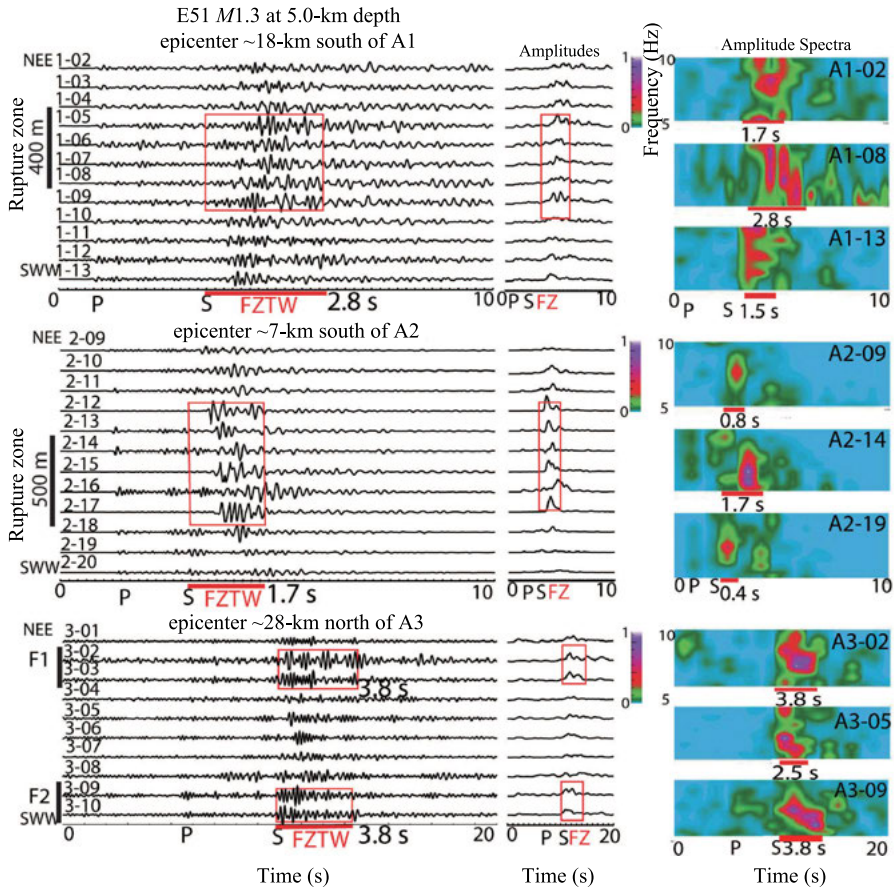 E51 M1.3 at 5.0-km depth
epicenter ~18-km south of A1
Amplitudes
Amplitude Spectra
NEE
1-02
1-03
1-04
1-05
1-06
1-07
1-08
1-09
1-10
1-11
1-12
SWW
1-13
Rupture zone
400 m
0 P S FZTW 2.8 s 10
0 P S FZ 10
1
0
Frequency (Hz)
10
5
A1-02
1.7 s
A1-08
2.8 s
A1-13
0 P S 1.5 s 10
epicenter ~7-km south of A2
NEE 2-09
2-10
2-11
2-12
2-13
2-14
2-15
2-16
2-17
2-18
2-19
SWW 2-20
Rupture zone
500 m
0 P S FZTW 1.7 s 10
0 P S FZ 10
1
0
10
5
A2-09
0.8 s
A2-14
1.7 s
A2-19
0 P S 0.4 s 10
epicenter ~28-km north of A3
NEE
3-01
3-02
F1
3-03
3.8 s
3-04
3-05
3-06
3-07
3-08
3-09
F2
3-10
SWW
0 P S FZTW 3.8 s 20
0 P S FZ 20
1
0
10
5
A3-02
3.8 s
A3-05
2.5 s
A3-09
0 P S 3.8 s 20
Time (s)
Time (s)
Time (s)